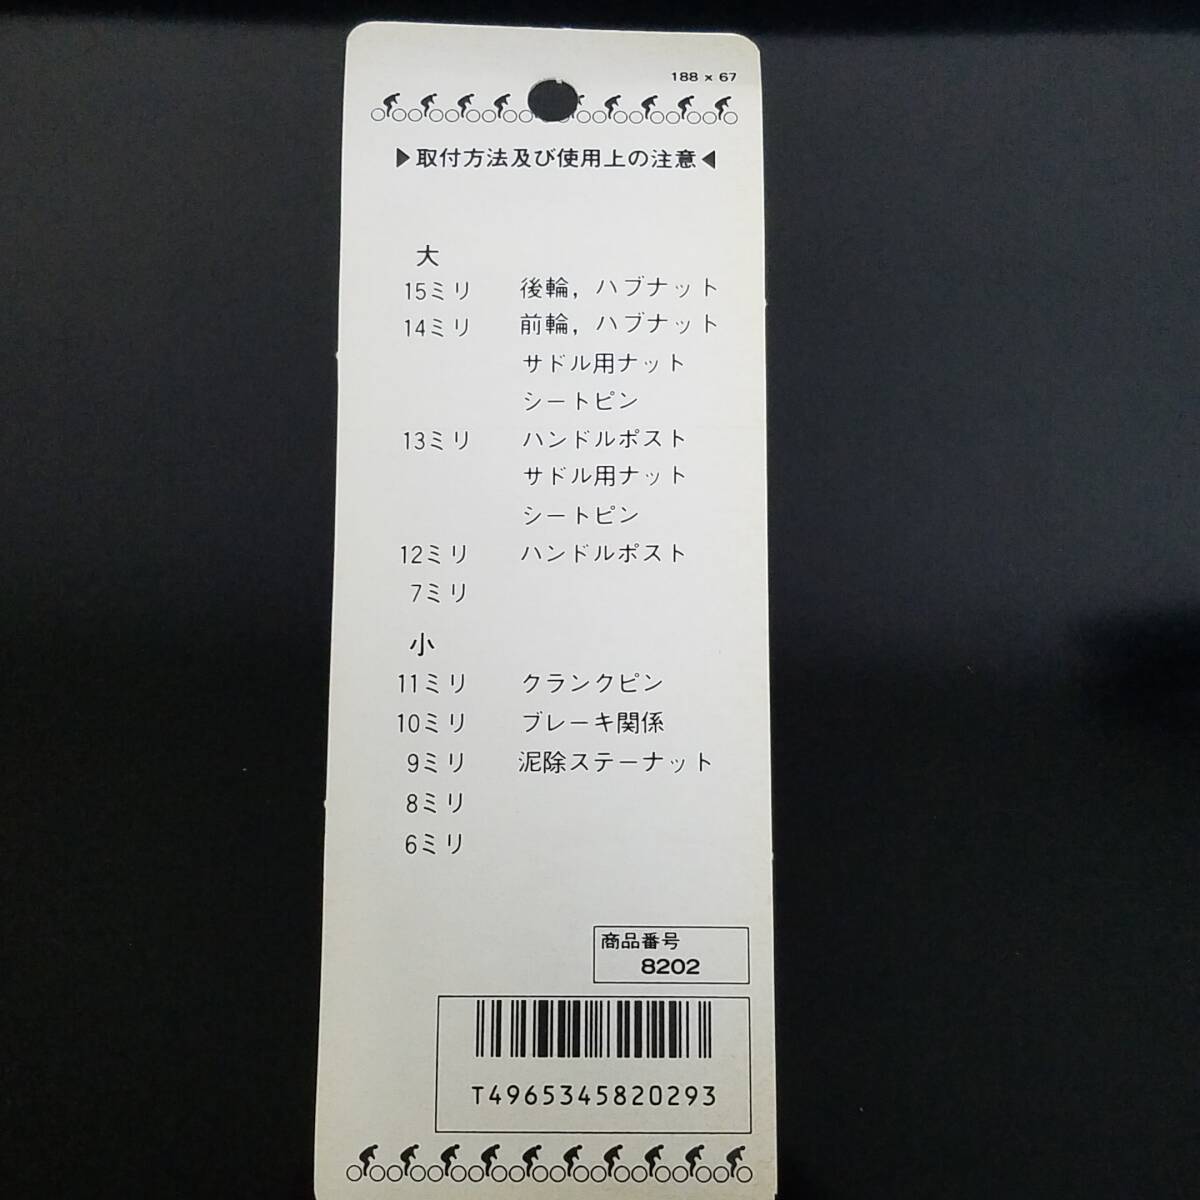 188 × 67
▶取付方法及び使用上の注意◀
大
15ミリ 後輪，ハブナット
14ミリ 前輪，ハブナット
サドル用ナット
シートピン
13ミリ ハンドルポスト
サドル用ナット
シートピン
12ミリ ハンドルポスト
7ミリ
小
11ミリ クランクピン
10ミリ ブレーキ関係
9ミリ 泥除ステーナット
8ミリ
6ミリ
商品番号
8202
T4965345820293